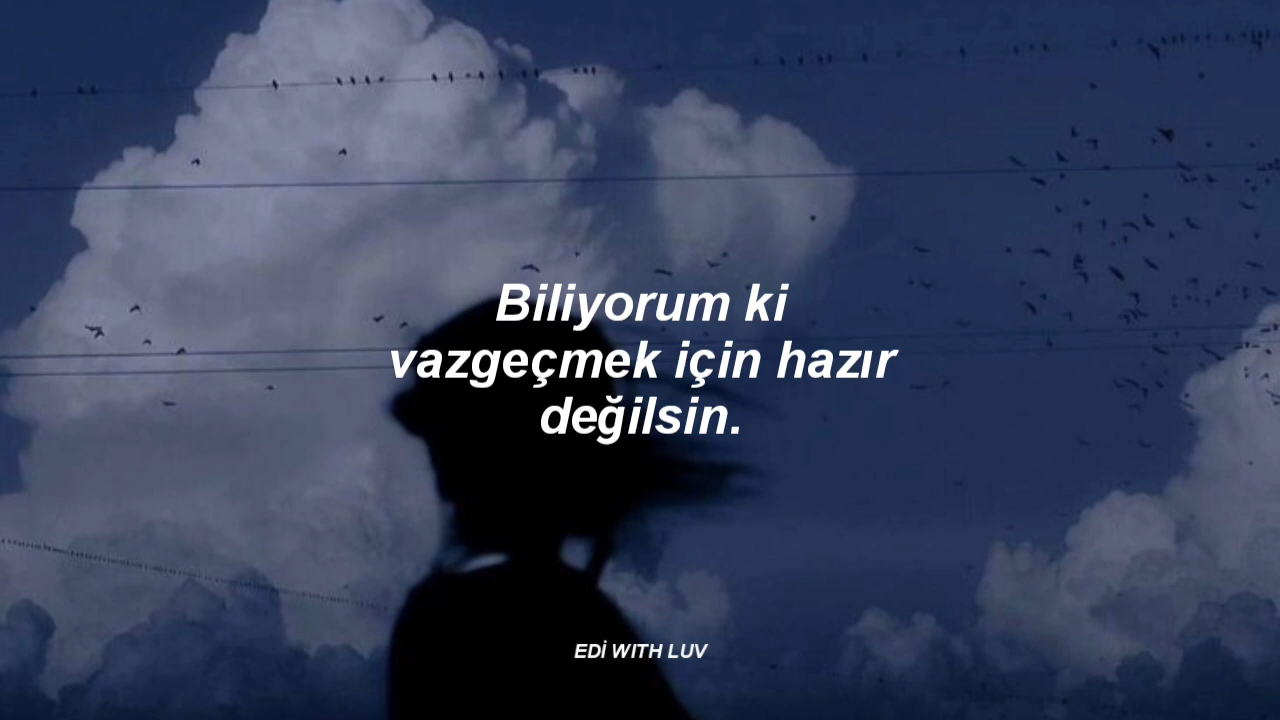 Biliyorum ki
vazgeçmek için hazır
değilsin.
EDİ WITH LUV